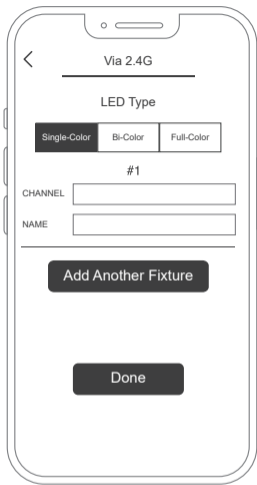 Via 2.4G
LED Type
Single-Color Bi-Color Full-Color
#1
CHANNEL
NAME
Add Another Fixture
Done